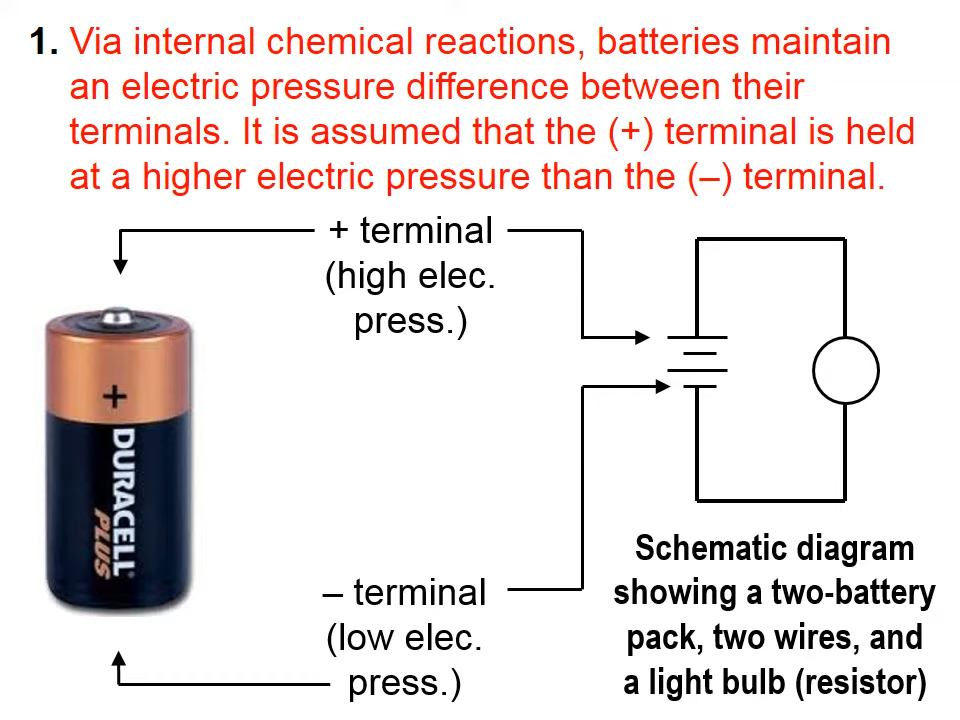 1. Via internal chemical reactions, batteries maintain
an electric pressure difference between their
terminals. It is assumed that the (+) terminal is held
at a higher electric pressure than the (–) terminal.
+ terminal
(high elec.
press.)
+
DURACELL
PLUS
– terminal
(low elec.
press.)
Schematic diagram
showing a two-battery
pack, two wires, and
a light bulb (resistor)